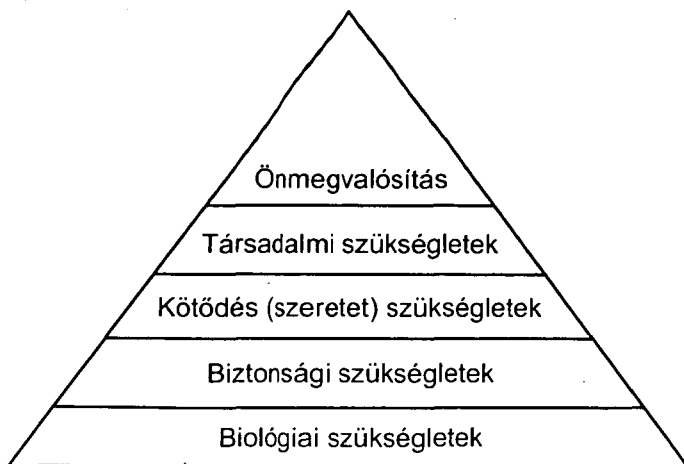 Önmegvalósítás
Társadalmi szükségletek
Kötődés (szeretet) szükségletek
Biztonsági szükségletek
Biológiai szükségletek